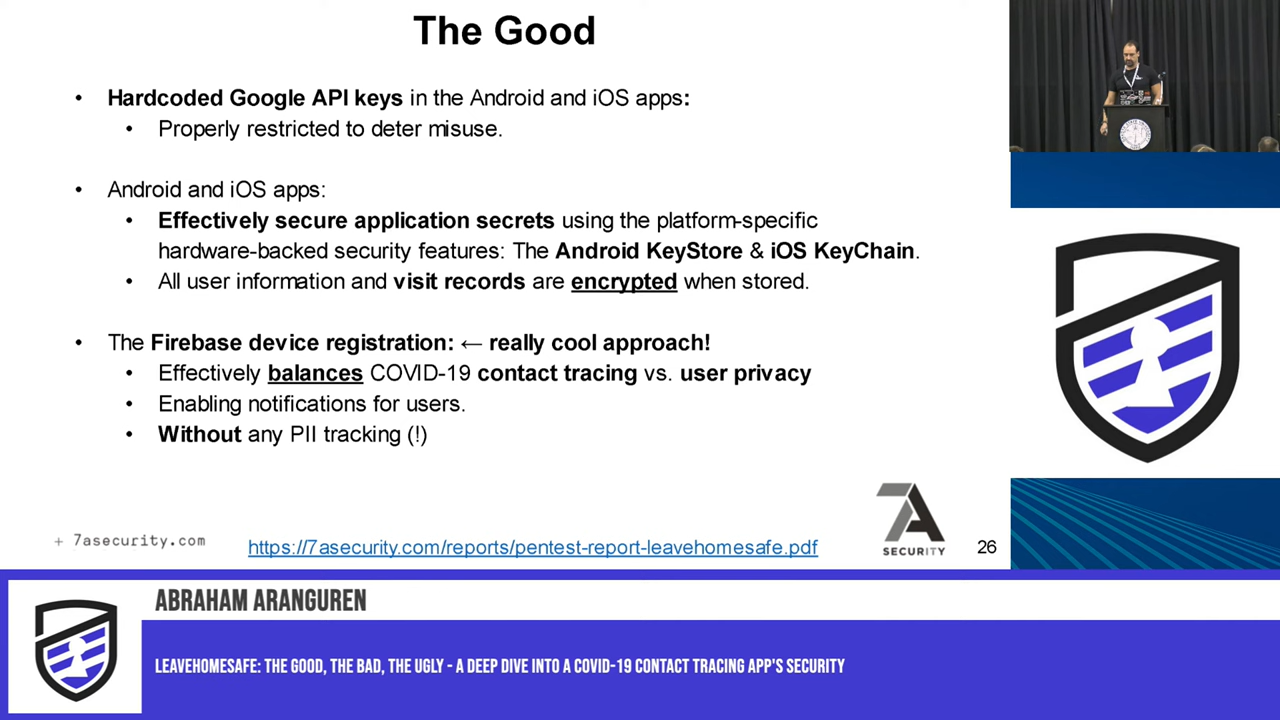 The Good
• Hardcoded Google API keys in the Android and iOS apps:
• Properly restricted to deter misuse.
• Android and iOS apps:
• Effectively secure application secrets using the platform-specific
hardware-backed security features: The Android KeyStore & iOS KeyChain.
• All user information and visit records are encrypted when stored.
• The Firebase device registration: ← really cool approach!
• Effectively balances COVID-19 contact tracing vs. user privacy
• Enabling notifications for users.
• Without any PII tracking (!)
+ 7asecurity.com
https://7asecurity.com/reports/pentest-report-leavehomesafe.pdf
7A
SECURITY
26
ABRAHAM ARANGUREN
LEAVEHOMESAFE: THE GOOD, THE BAD, THE UGLY - A DEEP DIVE INTO A COVID-19 CONTACT TRACING APP'S SECURITY